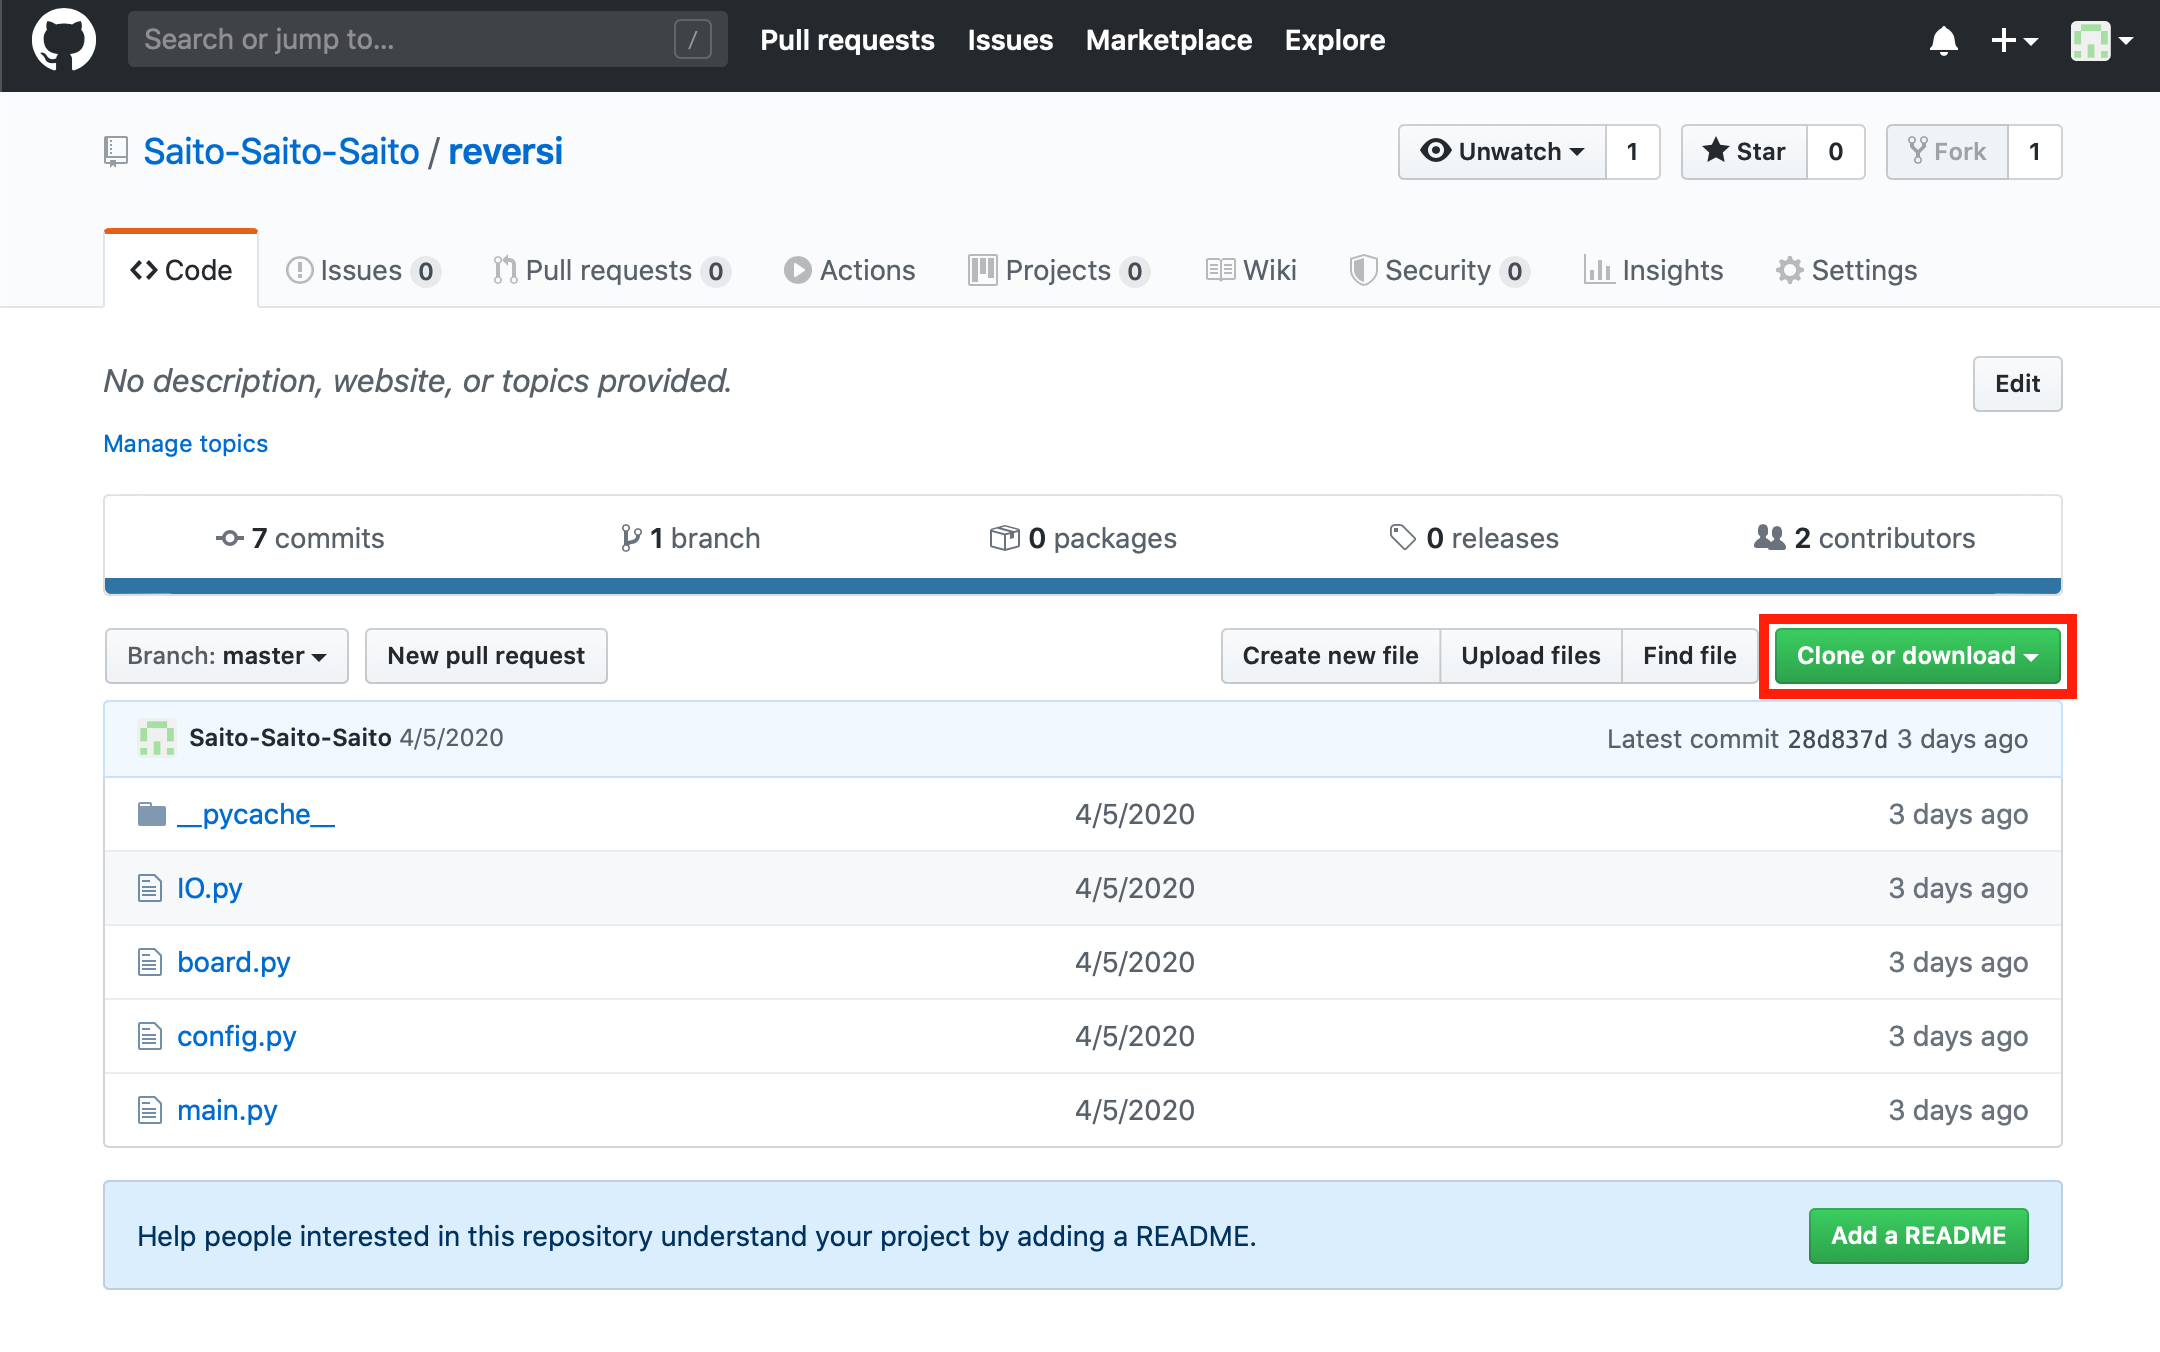 Search or jump to... /
Pull requests Issues Marketplace Explore
Saito-Saito-Saito / reversi
Unwatch 1 Star 0 Fork 1
Code Issues 0 Pull requests 0 Actions Projects 0 Wiki Security 0 Insights Settings
No description, website, or topics provided.
Edit
Manage topics
7 commits 1 branch 0 packages 0 releases 2 contributors
Branch: master New pull request Create new file Upload files Find file Clone or download
Saito-Saito-Saito 4/5/2020 Latest commit 28d837d 3 days ago
__pycache__ 4/5/2020 3 days ago
IO.py 4/5/2020 3 days ago
board.py 4/5/2020 3 days ago
config.py 4/5/2020 3 days ago
main.py 4/5/2020 3 days ago
Help people interested in this repository understand your project by adding a README.
Add a README